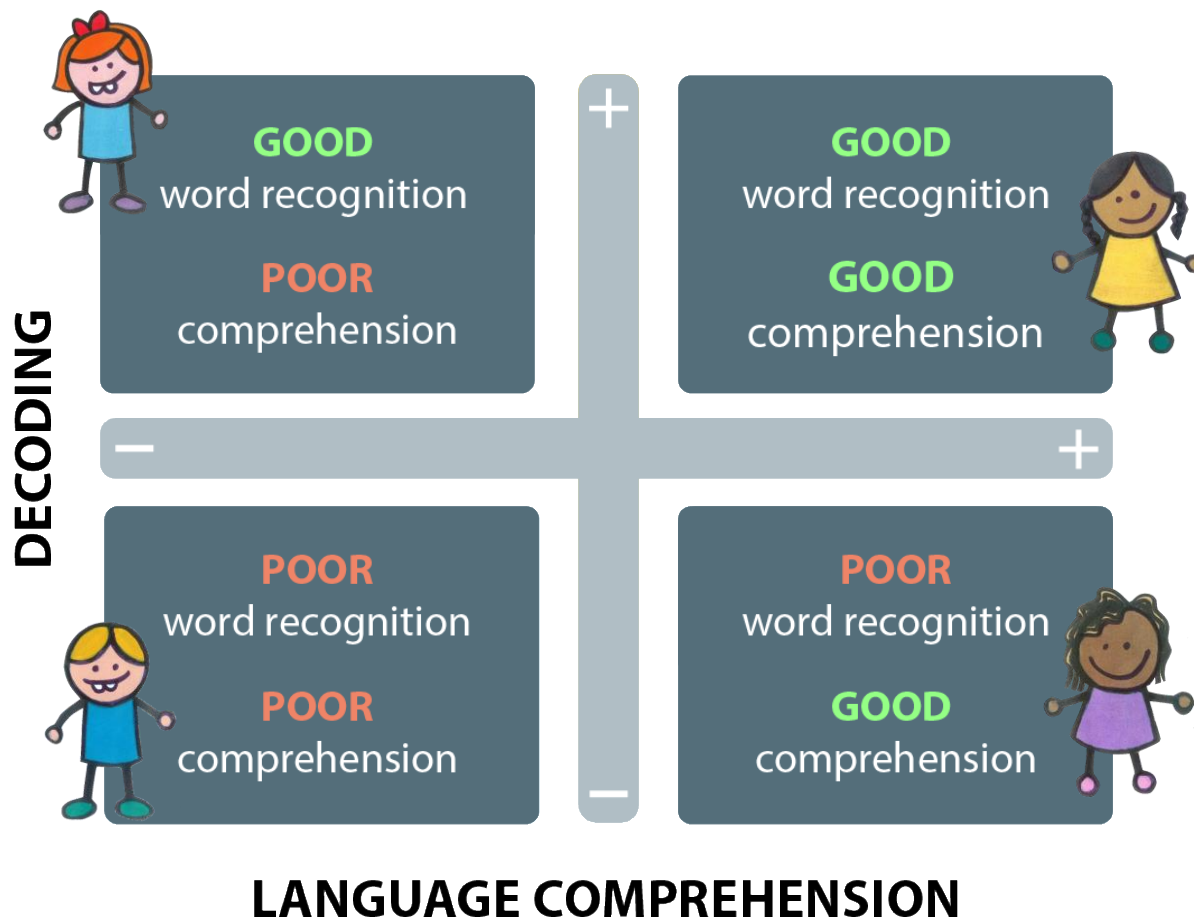 GOOD
word recognition
POOR
comprehension
+
GOOD
word recognition
GOOD
comprehension
DECODING
−
+
POOR
word recognition
POOR
comprehension
−
POOR
word recognition
GOOD
comprehension
LANGUAGE COMPREHENSION